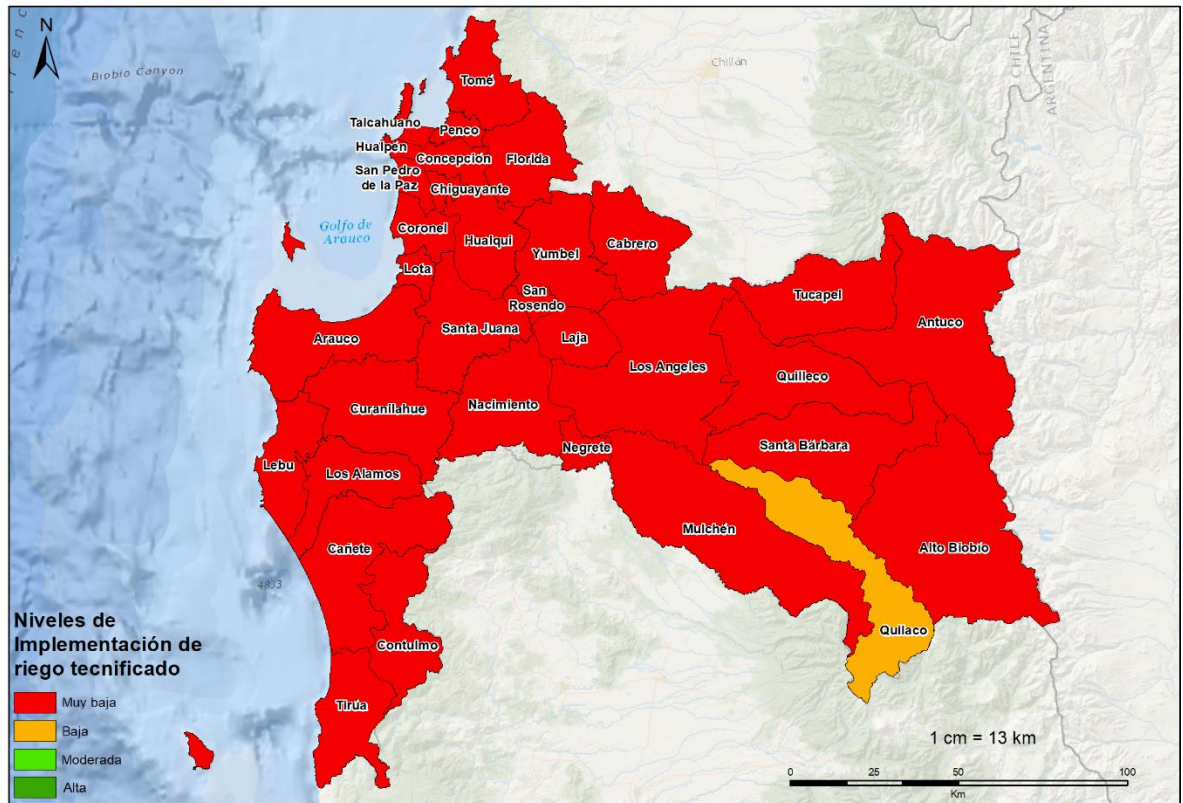 N
Biobío Canyon
Chillán
CHILE
ARGENTINA
Tomé
Talcahuano
Penco
Hualpén
Concepción
Florida
San Pedro
de la Paz
Chiguayante
Golfo de
Arauco
Coronel
Hualqui
Yumbel
Cabrero
Lota
San
Rosendo
Tucapel
Antuco
Santa Juana
Arauco
Laja
Los Angeles
Quilleco
Curanilahue
Nacimiento
Negrete
Santa Bárbara
Lebu
Los Alamos
Mulchén
Cañete
Alto Biobío
4833
Quilaco
Contulmo
Tirúa
Niveles de
Implementación de
riego tecnificado
Muy baja
Baja
Moderada
Alta
1 cm = 13 km
0 25 50 100
Km